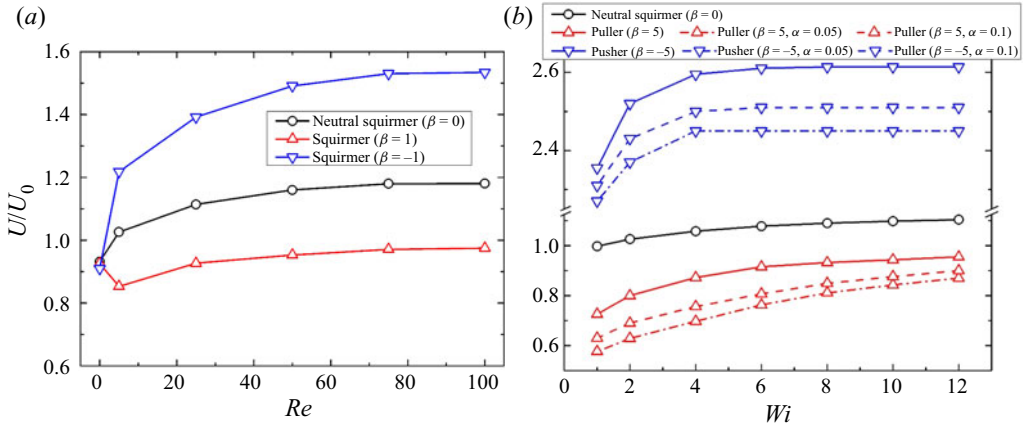 (a)
1.6
1.4
1.2
1.0
0.8
0.6
U/U0
0 20 40 60 80 100
Re
Neutral squirmer (β = 0)
Squirmer (β = 1)
Squirmer (β = −1)
(b)
Neutral squirmer (β = 0)
Puller (β = 5) Puller (β = 5, α = 0.05) Puller (β = 5, α = 0.1)
Pusher (β = −5) Pusher (β = −5, α = 0.05) Puller (β = −5, α = 0.1)
2.6
2.4
1.0
0.8
0.6
0 2 4 6 8 10 12
Wi